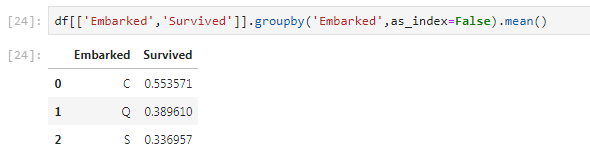 [24]: df[['Embarked','Survived']].groupby('Embarked',as_index=False).mean()
[24]: Embarked Survived
0 C 0.553571
1 Q 0.389610
2 S 0.336957